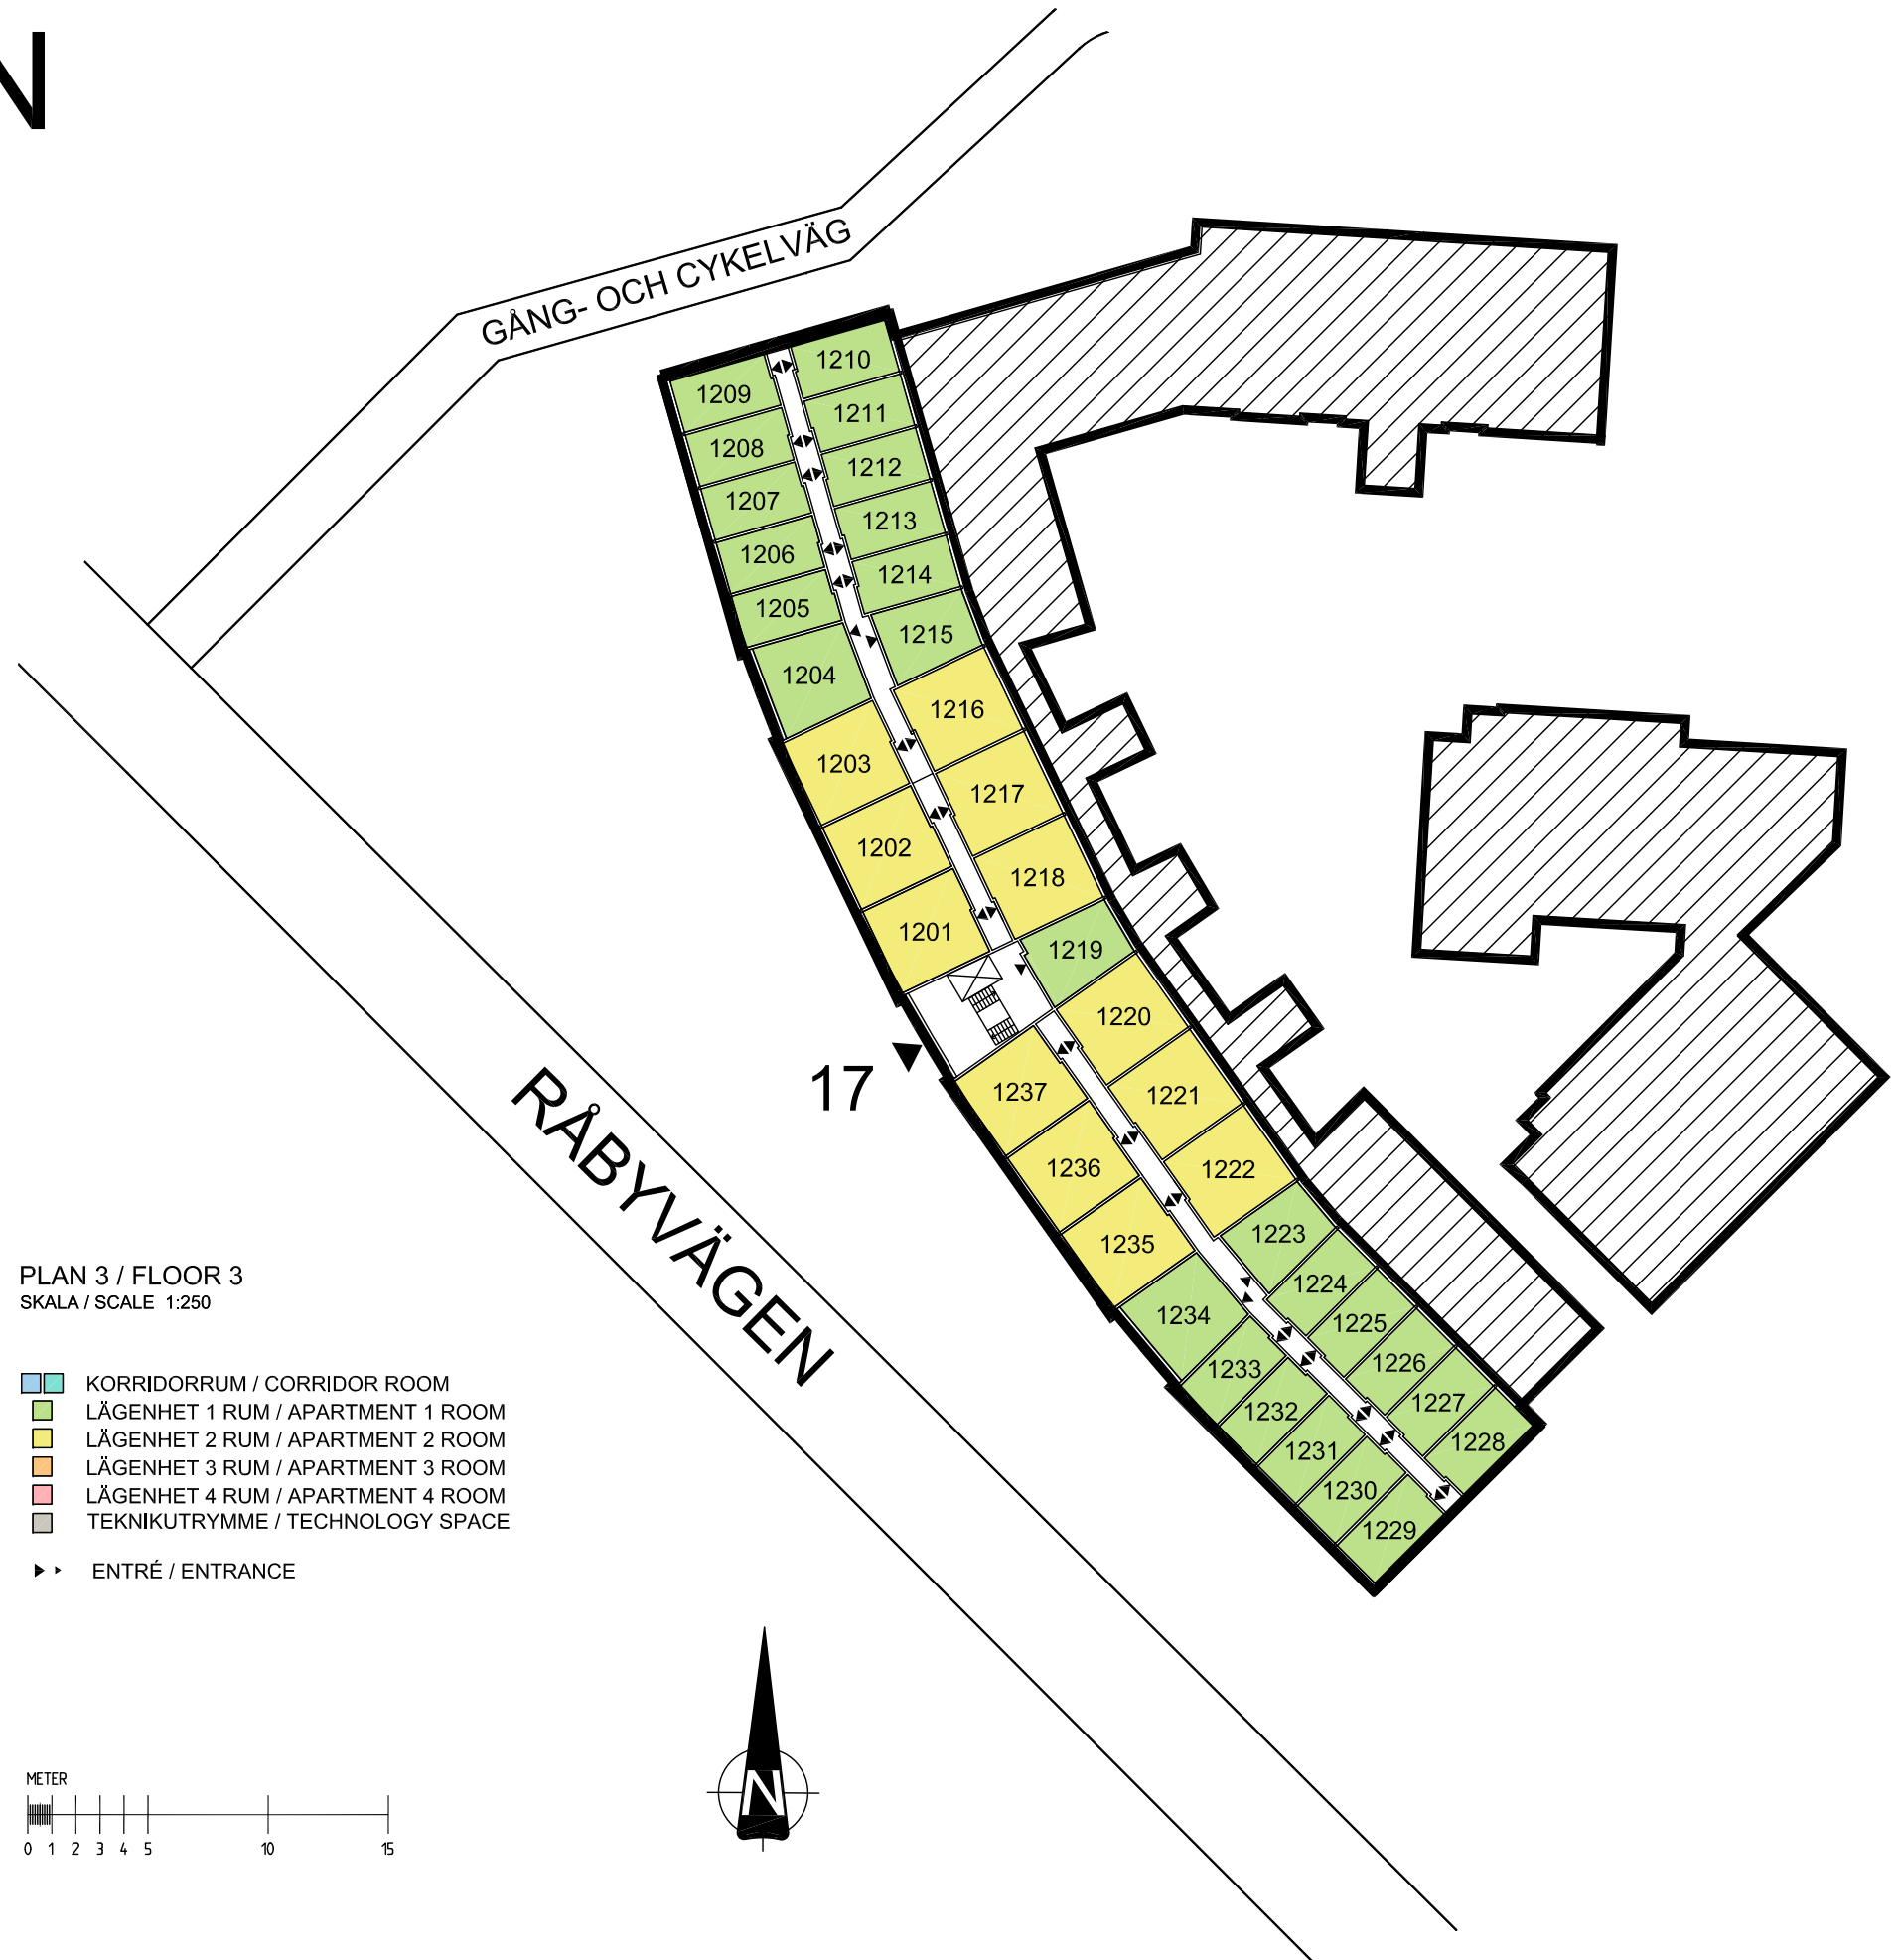 N
GÅNG- OCH CYKELVÄG
1210
1209
1211
1208
1212
1207
1213
1206
1214
1205
1215
1204
1216
1203
1217
1202
1218
1201
1219
1220
17
1237
1221
1236
1222
1235
1223
1224
1234
1225
1233
1226
1232
1227
1231
1228
1230
1229
RÅBYVÄGEN
PLAN 3 / FLOOR 3
SKALA / SCALE 1:250
KORRIDORRUM / CORRIDOR ROOM
LÄGENHET 1 RUM / APARTMENT 1 ROOM
LÄGENHET 2 RUM / APARTMENT 2 ROOM
LÄGENHET 3 RUM / APARTMENT 3 ROOM
LÄGENHET 4 RUM / APARTMENT 4 ROOM
TEKNIKUTRYMME / TECHNOLOGY SPACE
ENTRÉ / ENTRANCE
METER
0 1 2 3 4 5 10 15
N